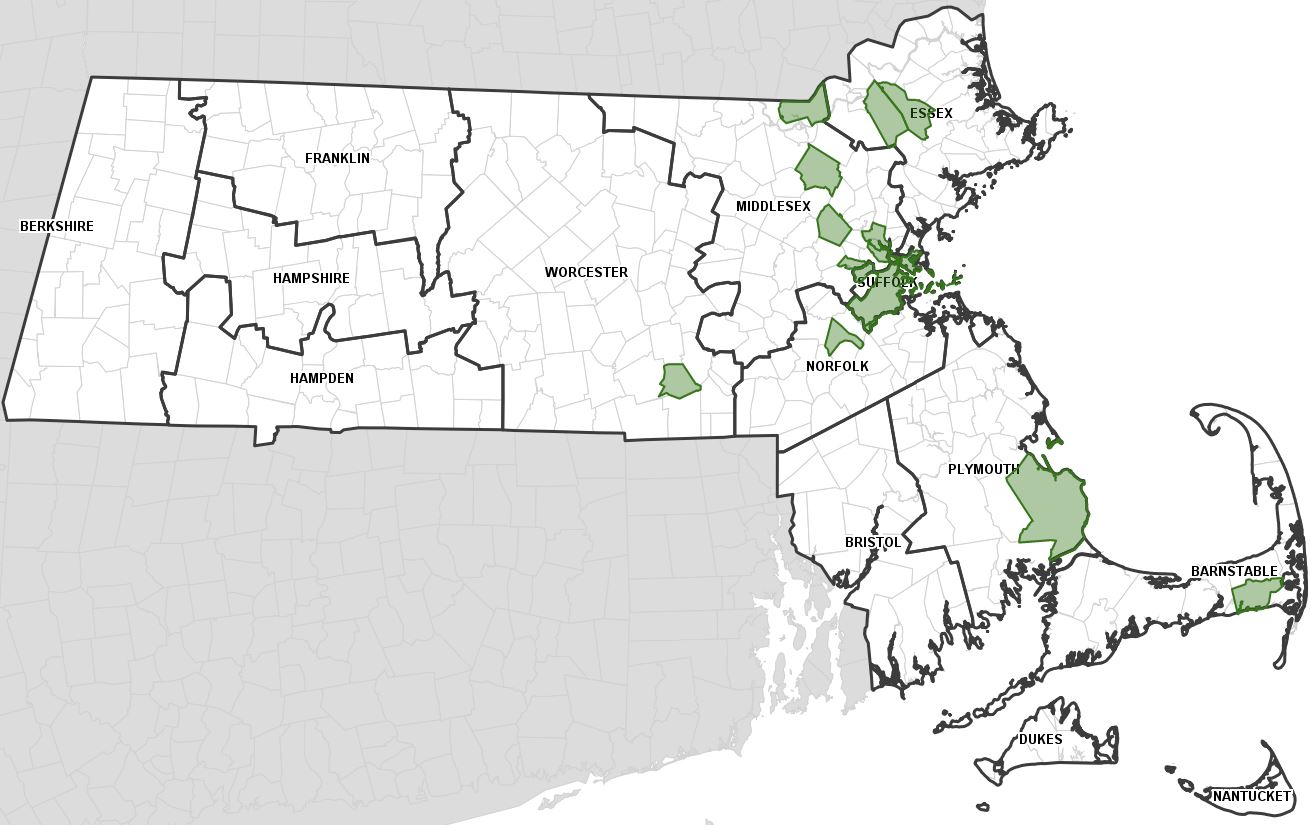 ESSEX
FRANKLIN
MIDDLESEX
BERKSHIRE
WORCESTER
HAMPSHIRE
SUFFOLK
NORFOLK
HAMPDEN
PLYMOUTH
BRISTOL
BARNSTABLE
DUKES
NANTUCKET